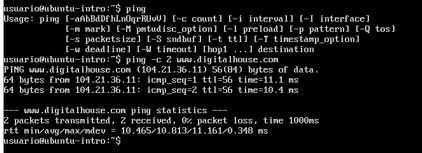 usuario@ubuntu-intro:~$ ping
Usage: ping [-aAbBdDfhLnOqrRUvV] [-c count] [-i interval] [-I interface]
[-m mark] [-M pmtudisc_option] [-l preload] [-p pattern] [-Q tos]
[-s packetsize] [-S sndbuf] [-t ttl] [-T timestamp_option]
[-w deadline] [-W timeout] [hop1 ...] destination
usuario@ubuntu-intro:~$ ping -c 2 www.digitalhouse.com
PING www.digitalhouse.com (104.21.36.11) 56(84) bytes of data.
64 bytes from 104.21.36.11: icmp_seq=1 ttl=56 time=11.1 ms
64 bytes from 104.21.36.11: icmp_seq=2 ttl=56 time=10.4 ms
--- www.digitalhouse.com ping statistics ---
2 packets transmitted, 2 received, 0% packet loss, time 1000ms
rtt min/avg/max/mdev = 10.465/10.813/11.161/0.348 ms
usuario@ubuntu-intro:~$